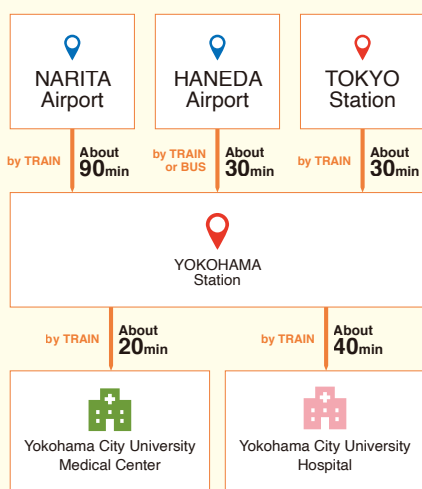 NARITA
Airport
HANEDA
Airport
TOKYO
Station
by TRAIN
About
90min
by TRAIN
or BUS
About
30min
by TRAIN
About
30min
YOKOHAMA
Station
by TRAIN
About
20min
by TRAIN
About
40min
Yokohama City University
Medical Center
Yokohama City University
Hospital